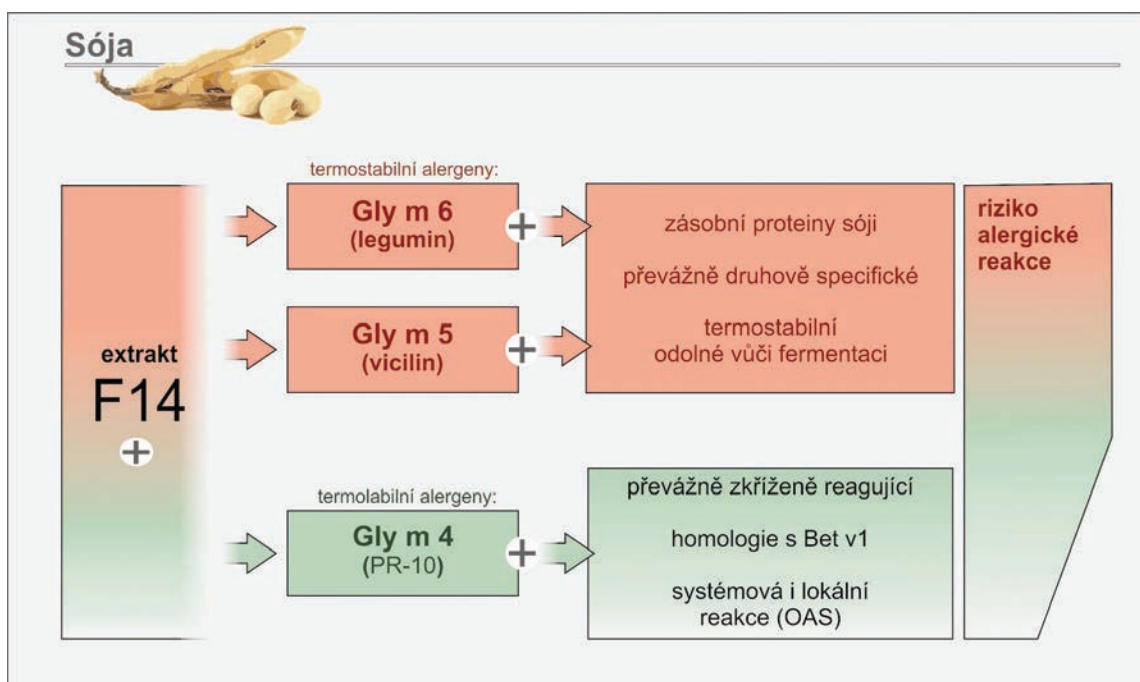 Sója
extrakt
F14
+
termostabilní alergeny:
Gly m 6
(legumin)
+
Gly m 5
(vicilin)
+
zásobní proteiny sóji
převážně druhově specifické
termostabilní
odolné vůči fermentaci
termolabilní alergeny:
Gly m 4
(PR-10)
+
převážně zkříženě reagující
homologie s Bet v1
systémová i lokální
reakce (OAS)
riziko
alergické
reakce